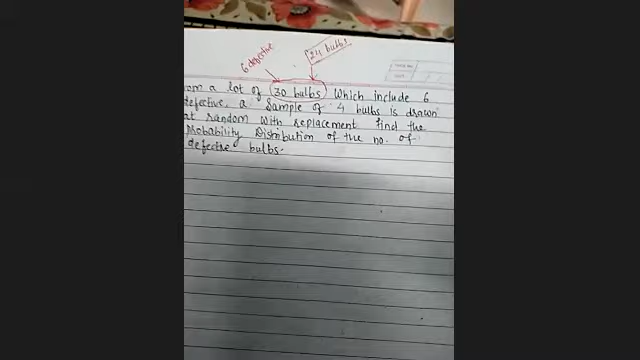 6 defective
24 bulbs
om a lot of (30 bulbs) Which include 6
defective, a Sample of 4 bulbs is drawn
at random with replacement find the
Probability Distribution of the no. of
defective bulbs.